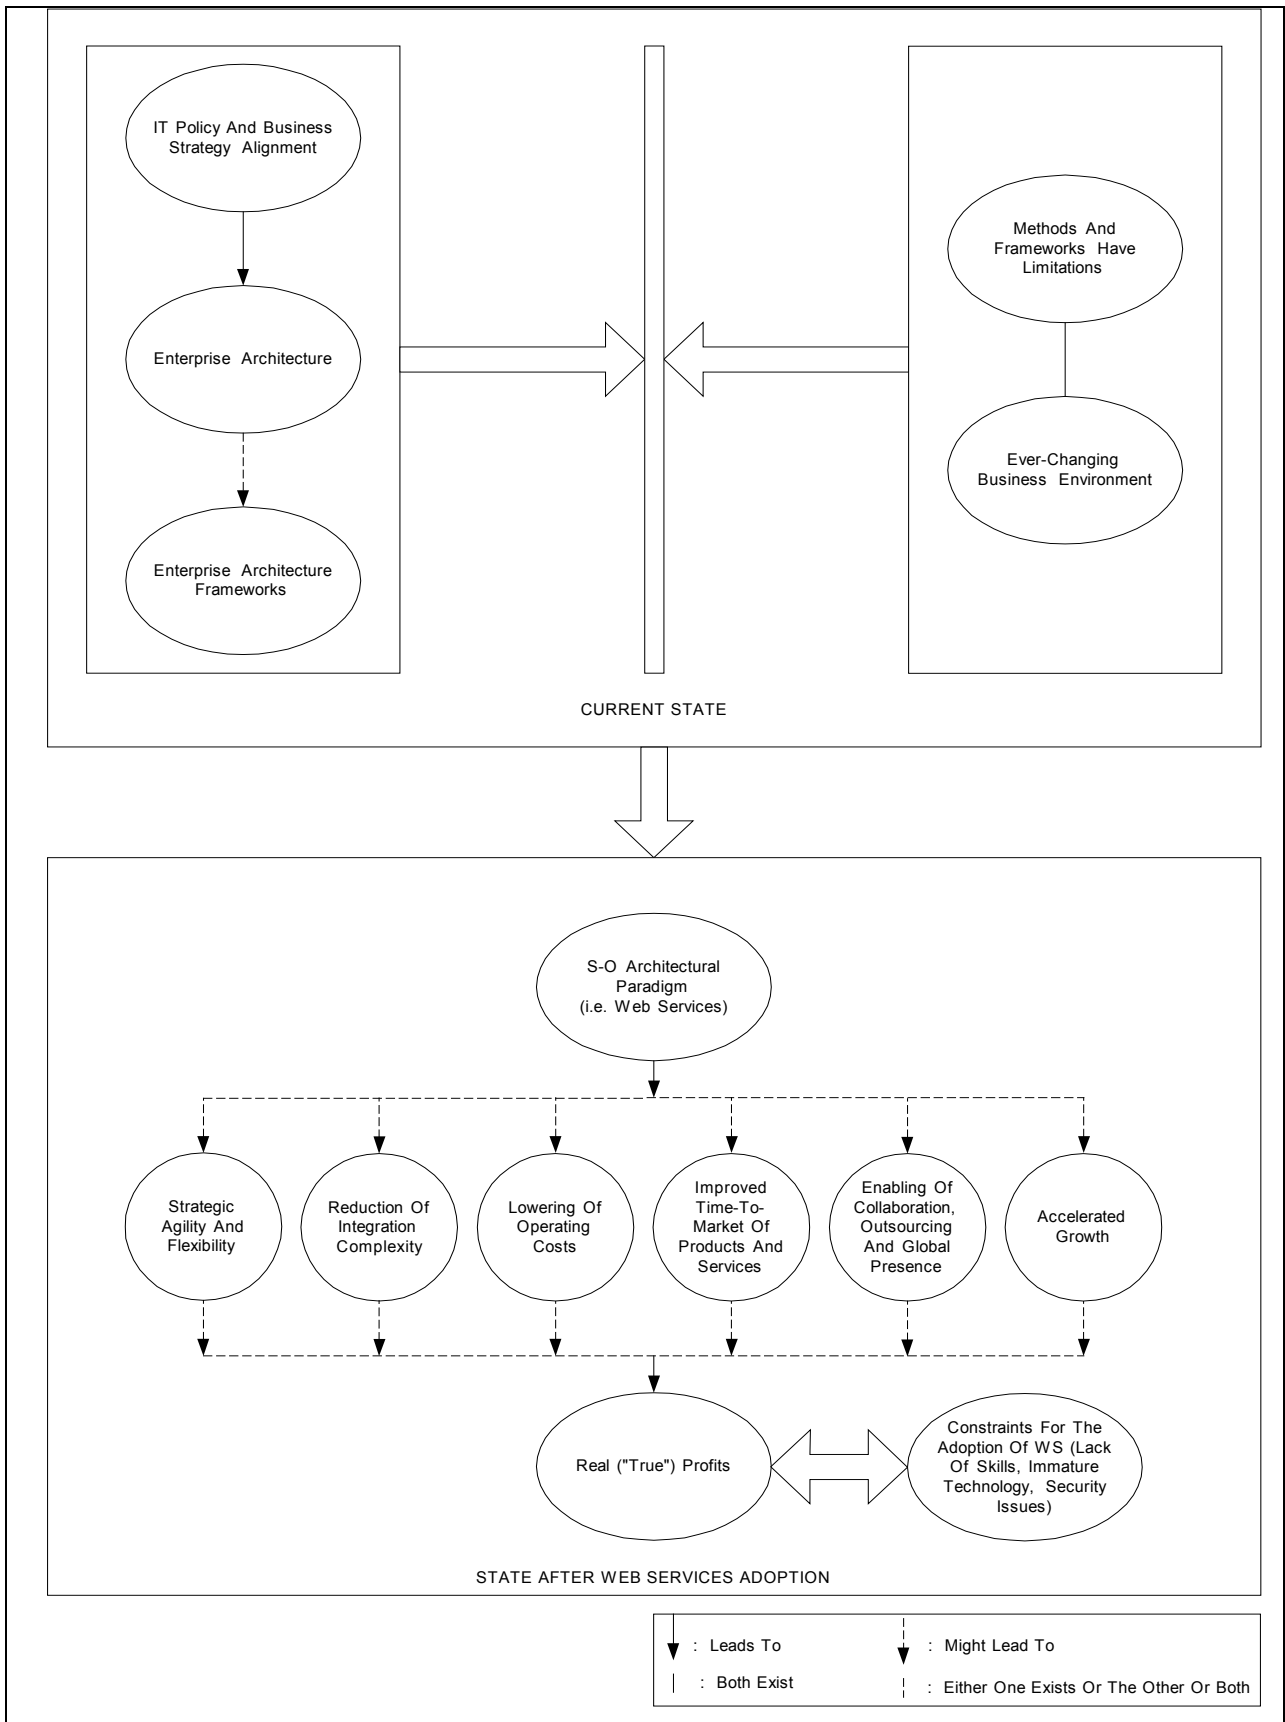 IT Policy And Business
Strategy Alignment
Enterprise Architecture
Enterprise Architecture
Frameworks
Methods And
Frameworks Have
Limitations
Ever-Changing
Business Environment
CURRENT STATE
S-O Architectural
Paradigm
(i.e. Web Services)
Strategic
Agility And
Flexibility
Reduction Of
Integration
Complexity
Lowering Of
Operating
Costs
Improved
Time-To-
Market Of
Products And
Services
Enabling Of
Collaboration,
Outsourcing
And Global
Presence
Accelerated
Growth
Real ("True") Profits
Constraints For The
Adoption Of WS (Lack
Of Skills, Immature
Technology, Security
Issues)
STATE AFTER WEB SERVICES ADOPTION
: Leads To
: Might Lead To
: Both Exist
: Either One Exists Or The Other Or Both